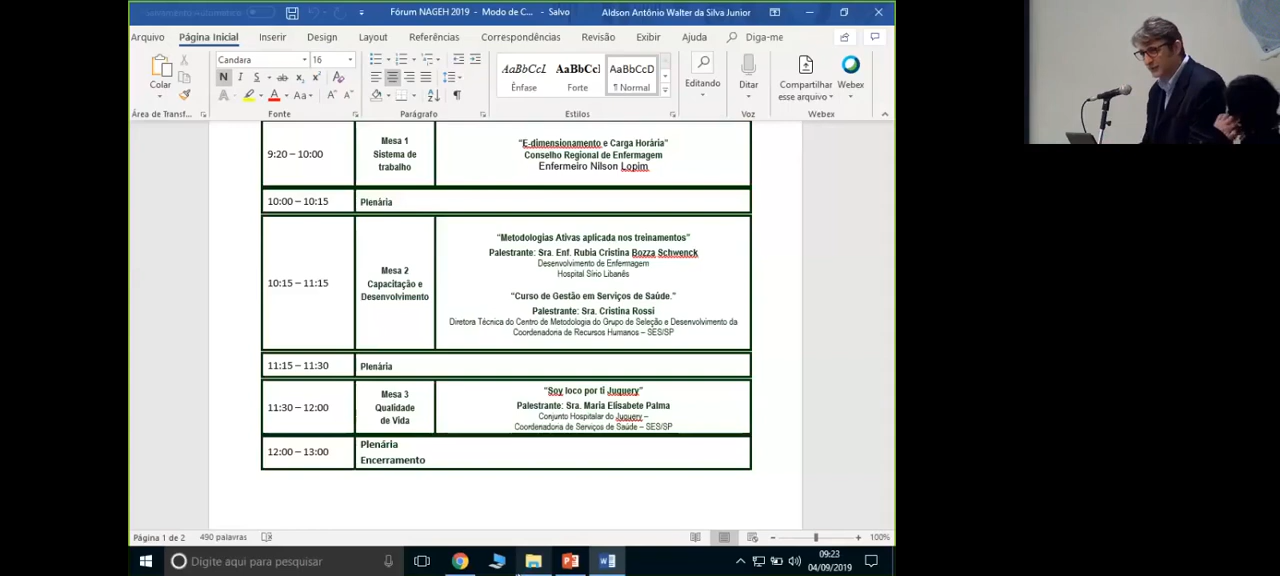 Fórum NAGEH 2019 - Modo de C... - Salvo
Aldson Antônio Walter da Silva Junior
Arquivo
Página Inicial
Inserir
Design
Layout
Referências
Correspondências
Revisão
Exibir
Ajuda
Diga-me
Colar
Candara
16
N I S ab x₂ x²
A A Aa A A
AaBbCcL
AaBbCcI
AaBbCcD
Ênfase
Forte
¶ Normal
Editando
Ditar
Compartilhar
esse arquivo
Webex
Área de Transf...
Fonte
Parágrafo
Estilos
Voz
Webex
9:20 – 10:00
Mesa 1
Sistema de
trabalho
"E-dimensionamento e Carga Horária"
Conselho Regional de Enfermagem
Enfermeiro Nilson Lopim
10:00 – 10:15
Plenária
10:15 – 11:15
Mesa 2
Capacitação e
Desenvolvimento
"Metodologias Ativas aplicada nos treinamentos"
Palestrante: Sra. Enf. Rubia Cristina Bozza Schwenck
Desenvolvimento de Enfermagem
Hospital Sírio Libanês
"Curso de Gestão em Serviços de Saúde."
Palestrante: Sra. Cristina Rossi
Diretora Técnica do Centro de Metodologia do Grupo de Seleção e Desenvolvimento da
Coordenadoria de Recursos Humanos – SES/SP
11:15 – 11:30
Plenária
11:30 – 12:00
Mesa 3
Qualidade
de Vida
"Soy loco por ti Juquery"
Palestrante: Sra. Maria Elisabete Palma
Conjunto Hospitalar do Juquery –
Coordenadoria de Serviços de Saúde – SES/SP
12:00 – 13:00
Plenária
Encerramento
Página 1 de 2
490 palavras
100%
Digite aqui para pesquisar
09:23
04/09/2019